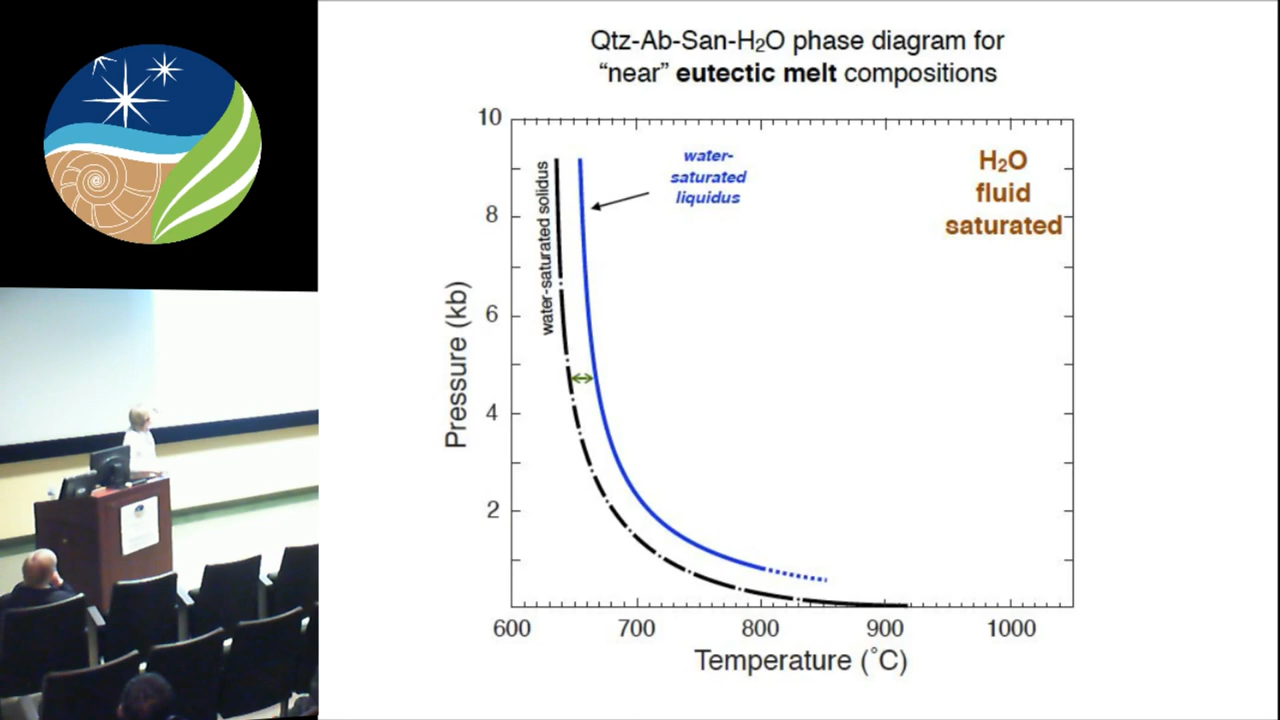 Qtz-Ab-San-H₂O phase diagram for
“near” eutectic melt compositions
10
8
6
4
2
Pressure (kb)
water-saturated solidus
water-
saturated
liquidus
H₂O
fluid
saturated
600 700 800 900 1000
Temperature (˚C)